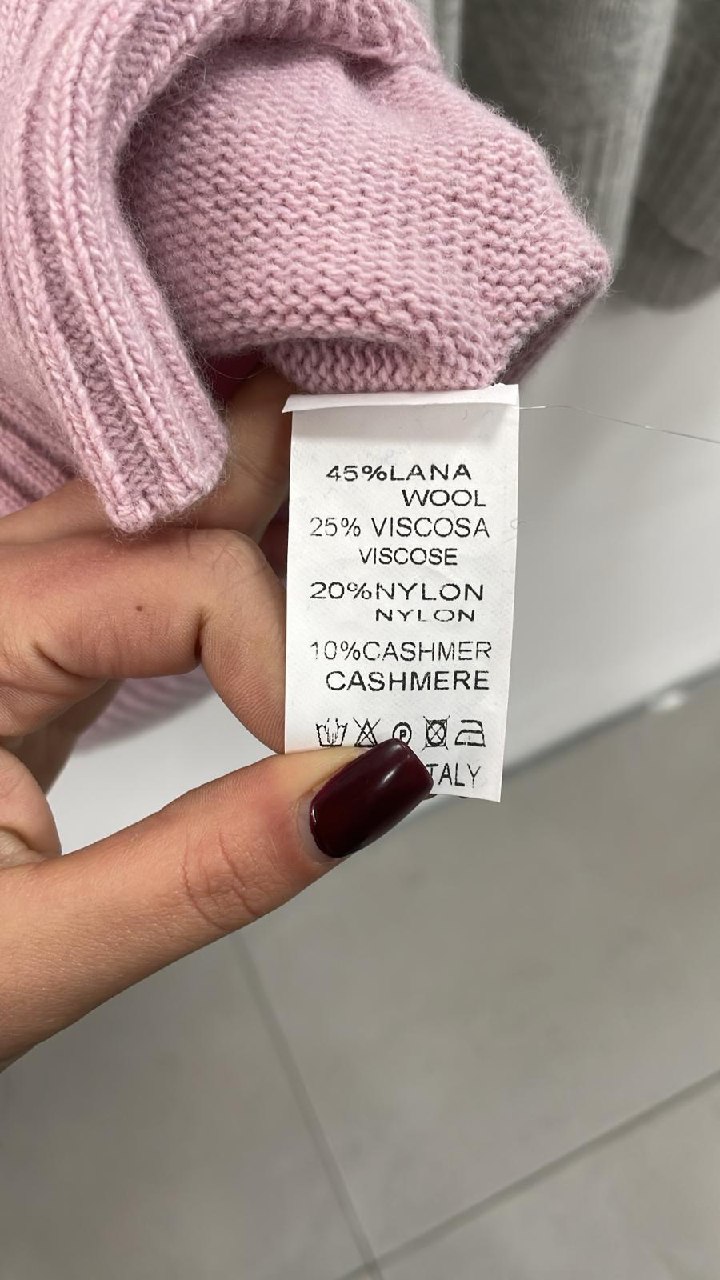 45%LANA
WOOL
25% VISCOSA
VISCOSE
20%NYLON
NYLON
10%CASHMER
CASHMERE
P